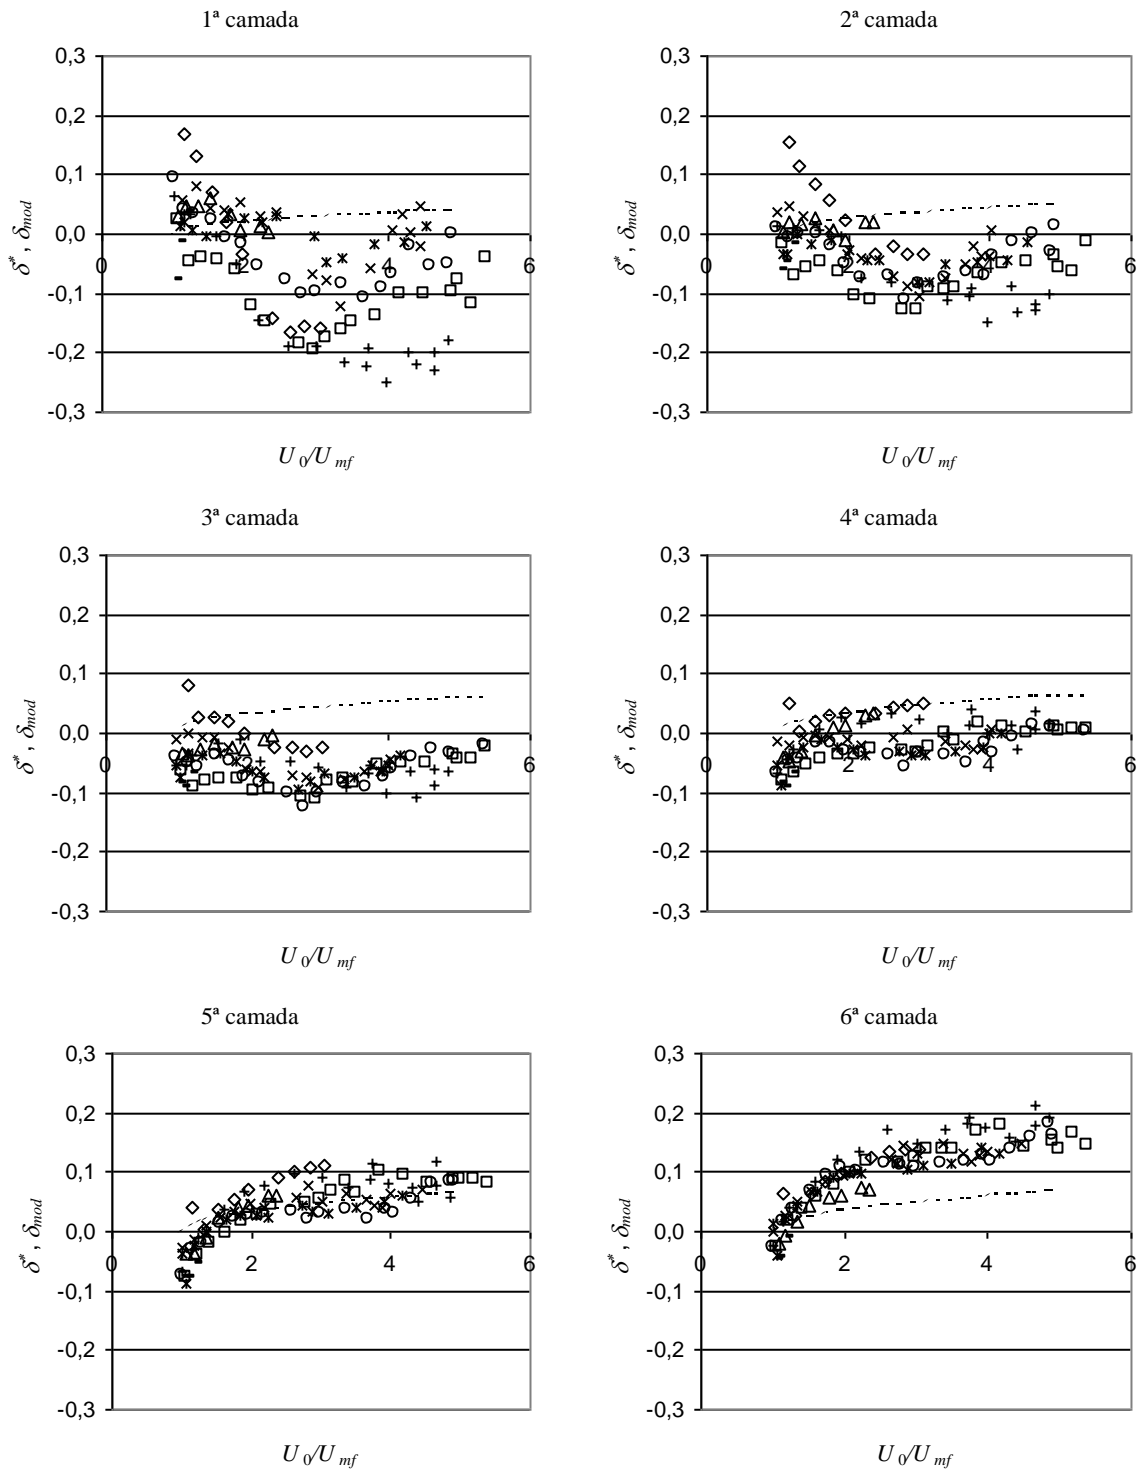 1ª camada
2ª camada
0,3
0,2
0,1
0,0
-0,1
-0,2
-0,3
0 2 4 6
δ*, δmod
U0/Umf
0,3
0,2
0,1
0,0
-0,1
-0,2
-0,3
0 2 4 6
δ*, δmod
U0/Umf
3ª camada
4ª camada
0,3
0,2
0,1
0,0
-0,1
-0,2
-0,3
0 2 4 6
δ*, δmod
U0/Umf
0,3
0,2
0,1
0,0
-0,1
-0,2
-0,3
0 2 4 6
δ*, δmod
U0/Umf
5ª camada
6ª camada
0,3
0,2
0,1
0,0
-0,1
-0,2
-0,3
0 2 4 6
δ*, δmod
U0/Umf
0,3
0,2
0,1
0,0
-0,1
-0,2
-0,3
0 2 4 6
δ*, δmod
U0/Umf